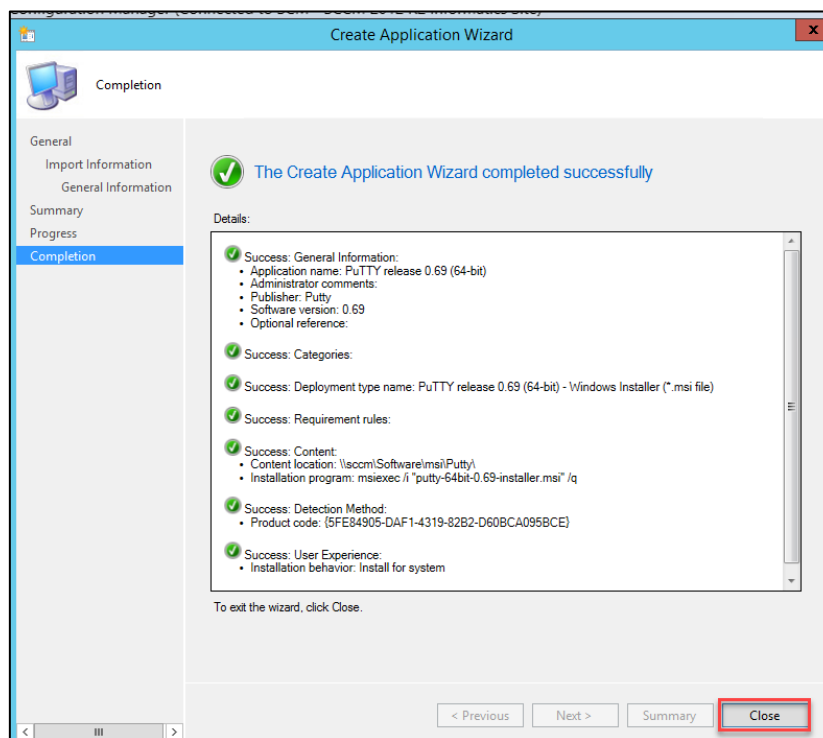 Configuration Manager (Connected to
Create Application Wizard
x
Completion
General
Import Information
General Information
Summary
Progress
Completion
The Create Application Wizard completed successfully
Details:
Success: General Information:
• Application name: PuTTY release 0.69 (64-bit)
• Administrator comments:
• Publisher: Putty
• Software version: 0.69
• Optional reference:
Success: Categories:
Success: Deployment type name: PuTTY release 0.69 (64-bit) - Windows Installer (*.msi file)
Success: Requirement rules:
Success: Content:
• Content location: \\sccm\Software\msi\Putty\
• Installation program: msiexec /i "putty-64bit-0.69-installer.msi" /q
Success: Detection Method:
• Product code: {5FE84905-DAF1-4319-82B2-D60BCA095BCE}
Success: User Experience:
• Installation behavior: Install for system
To exit the wizard, click Close.
< Previous Next > Summary Close